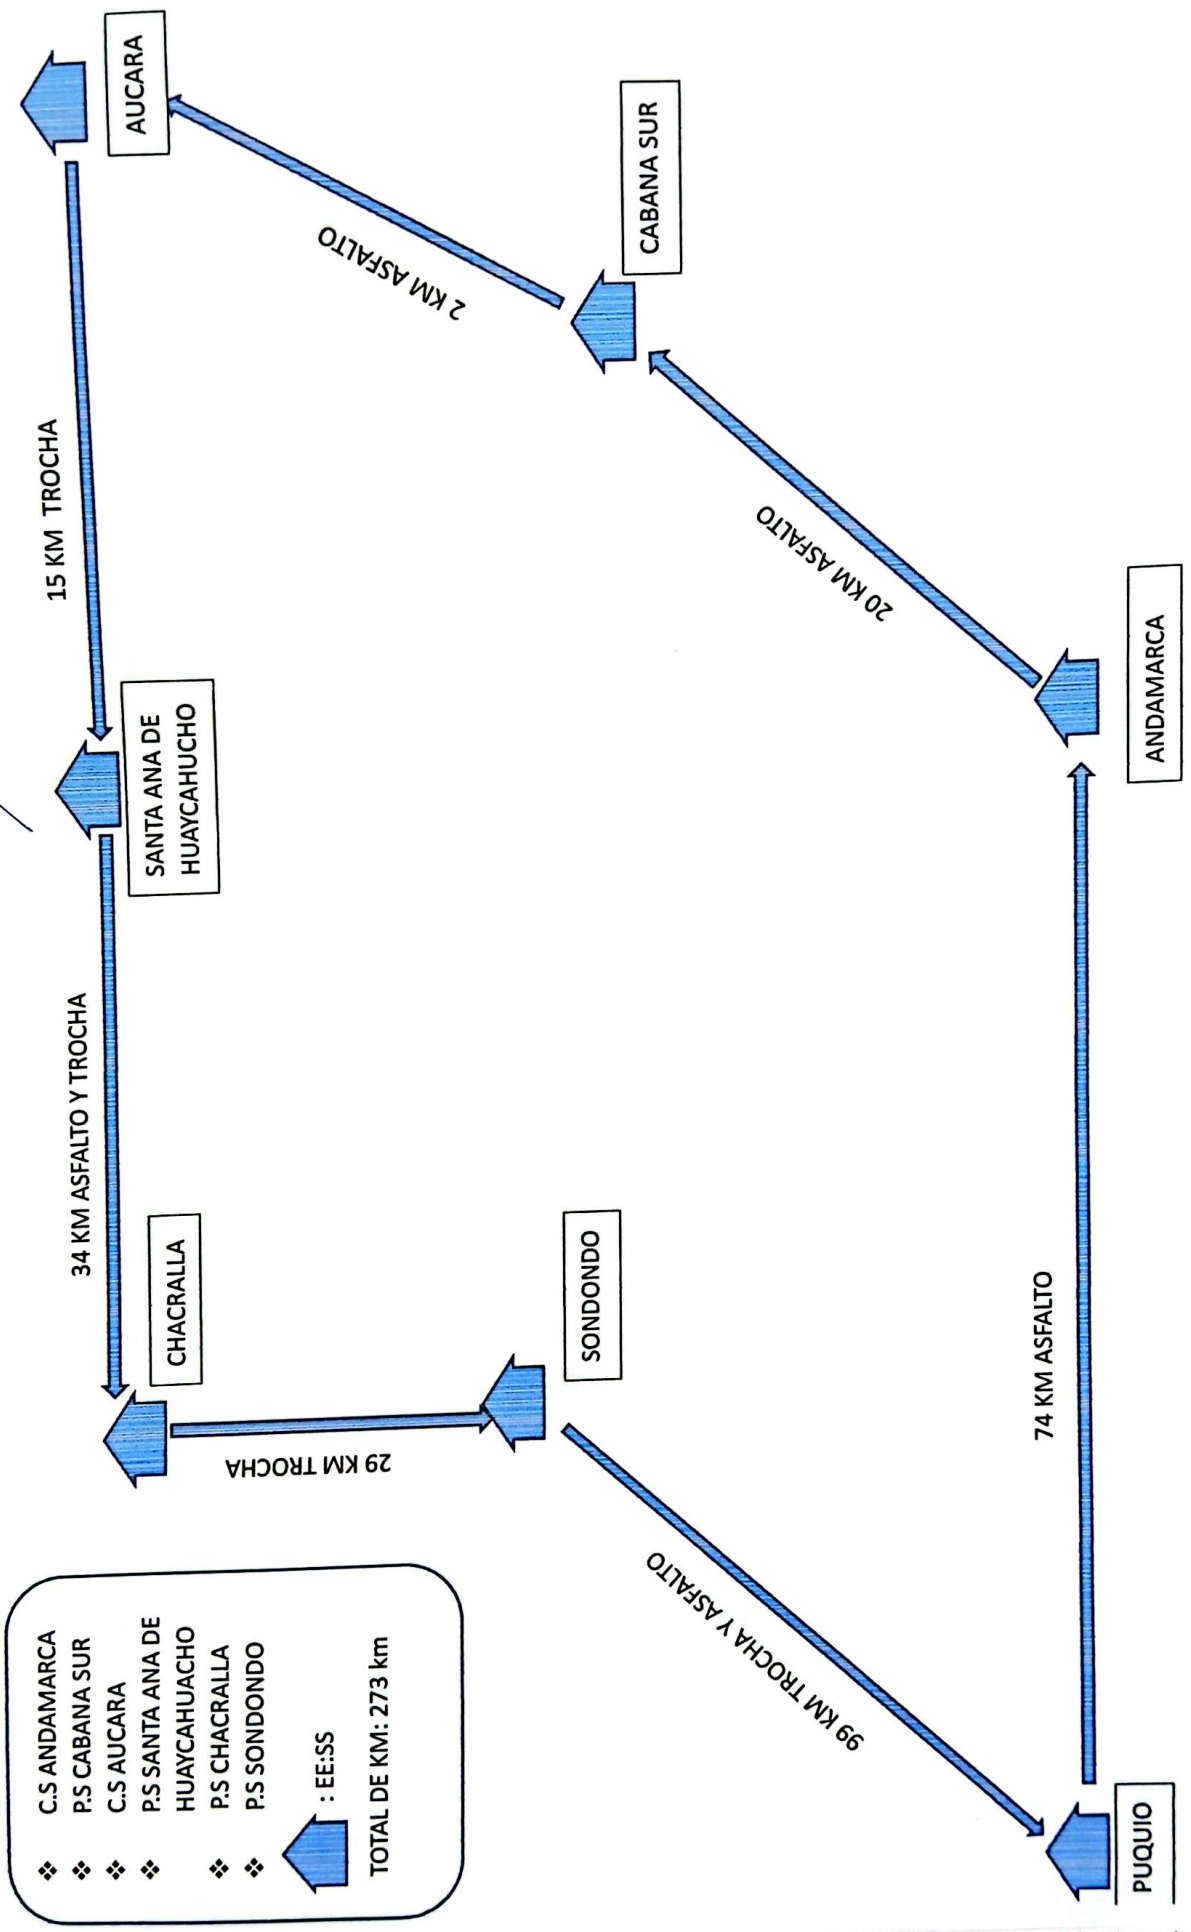 C.S ANDAMARCA
P.S CABANA SUR
C.S AUCARA
P.S SANTA ANA DE
HUAYCAHUACHO
P.S CHACRALLA
P.S SONDONDO
: EE:SS
TOTAL DE KM: 273 km
34 KM ASFALTO Y TROCHA
15 KM TROCHA
AUCARA
SANTA ANA DE
HUAYCAHUCHO
CHACRALLA
29 KM TROCHA
2 KM ASFALTO
SONDONDO
CABANA SUR
99 KM TROCHA Y ASFALTO
20 KM ASFALTO
74 KM ASFALTO
PUQUIO
ANDAMARCA